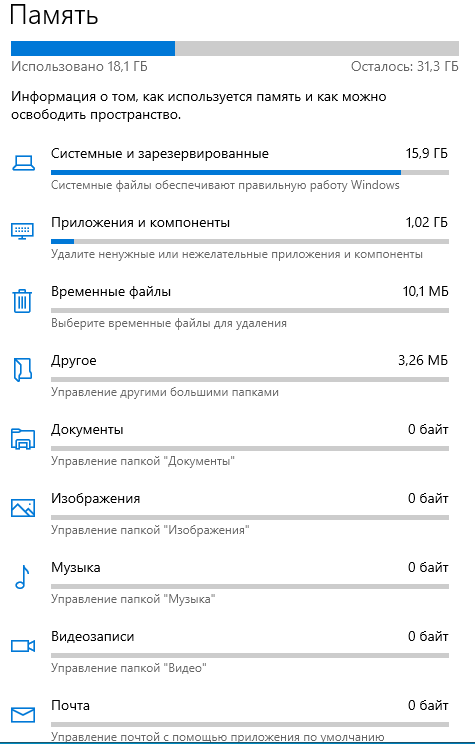 Память
Использовано 18,1 ГБ Осталось: 31,3 ГБ
Информация о том, как используется память и как можно
освободить пространство.
Системные и зарезервированные 15,9 ГБ
Системные файлы обеспечивают правильную работу Windows
Приложения и компоненты 1,02 ГБ
Удалите ненужные или нежелательные приложения и компоненты
Временные файлы 10,1 МБ
Выберите временные файлы для удаления
Другое 3,26 МБ
Управление другими большими папками
Документы 0 байт
Управление папкой "Документы"
Изображения 0 байт
Управление папкой "Изображения"
Музыка 0 байт
Управление папкой "Музыка"
Видеозаписи 0 байт
Управление папкой "Видео"
Почта 0 байт
Управление почтой с помощью приложения по умолчанию